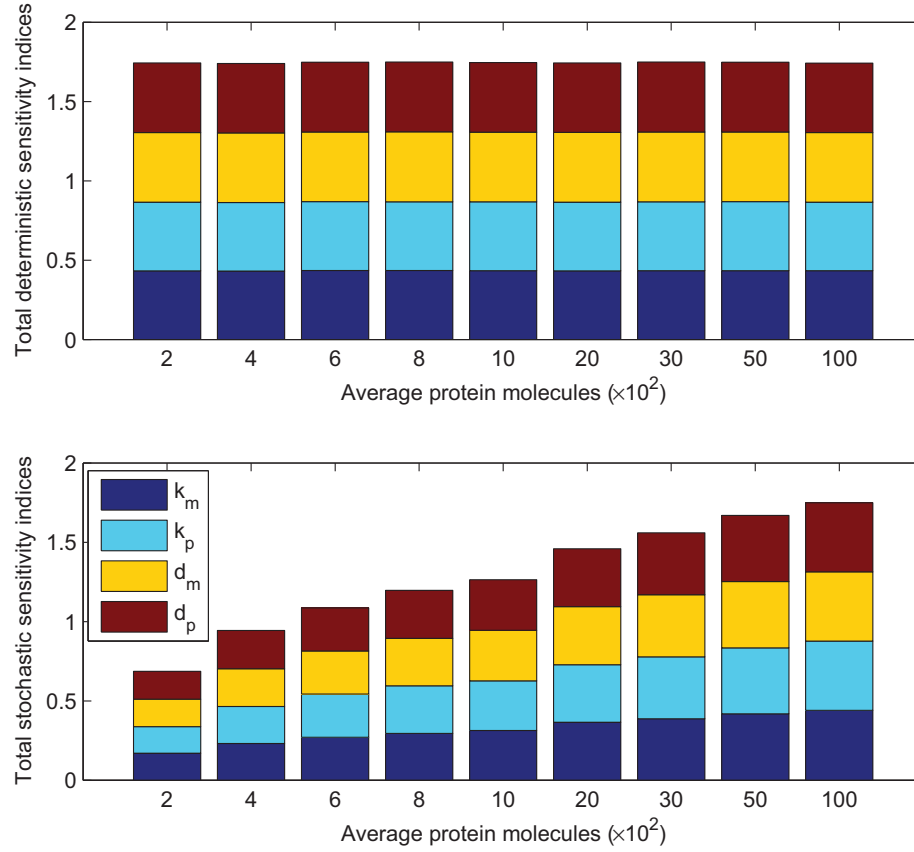 Total deterministic sensitivity indices
2
1.5
1
0.5
0
2 4 6 8 10 20 30 50 100
Average protein molecules (×10²)
Total stochastic sensitivity indices
2
1.5
1
0.5
0
k_m
k_p
d_m
d_p
2 4 6 8 10 20 30 50 100
Average protein molecules (×10²)